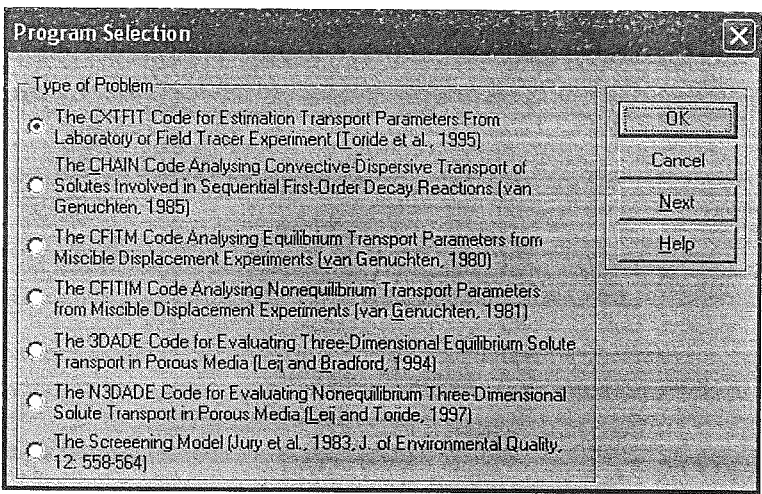 Program Selection
Type of Problem
The CXTFIT Code for Estimation Transport Parameters From
Laboratory or Field Tracer Experiment (Toride et al., 1995)
The CHAIN Code Analysing Convective-Dispersive Transport of
Solutes Involved in Sequential First-Order Decay Reactions (van
Genuchten, 1985)
The CFITM Code Analysing Equilibrium Transport Parameters from
Miscible Displacement Experiments (van Genuchten, 1980)
The CFITIM Code Analysing Nonequilibrium Transport Parameters
from Miscible Displacement Experiments (van Genuchten, 1981)
The 3DADE Code for Evaluating Three-Dimensional Equilibrium Solute
Transport in Porous Media (Leij and Bradford, 1994)
The N3DADE Code for Evaluating Nonequilibrium Three-Dimensional
Solute Transport in Porous Media (Leij and Toride, 1997)
The Screeening Model (Jury et al., 1983, J. of Environmental Quality,
12: 558-564)
OK
Cancel
Next
Help